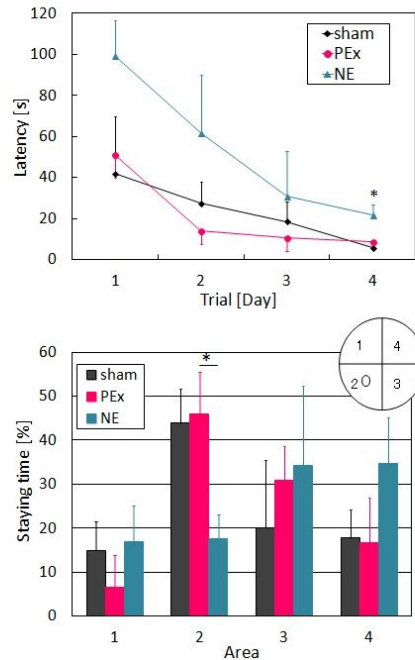 120
100
80
60
40
20
0
Latency [s]
sham
PEx
NE
*
1 2 3 4
Trial [Day]
60
50
40
30
20
10
0
Staying time [%]
sham
PEx
NE
*
1 4
2 3
1 2 3 4
Area